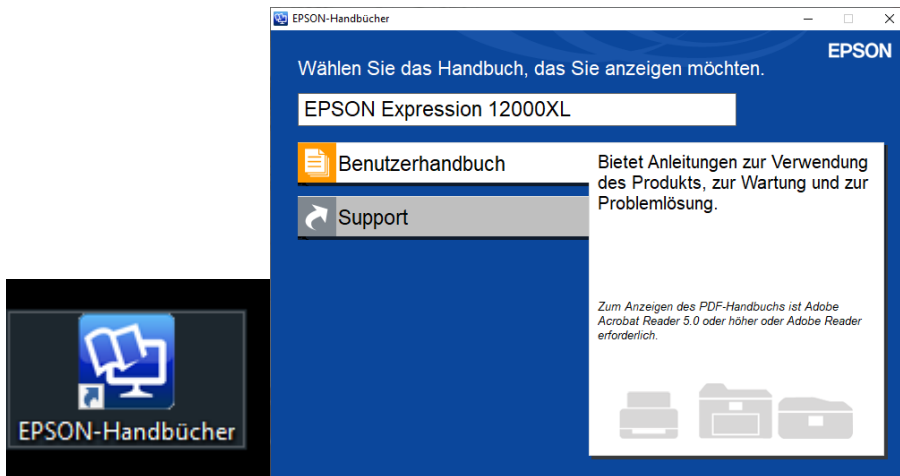 EPSON-Handbücher
EPSON
Wählen Sie das Handbuch, das Sie anzeigen möchten.
EPSON Expression 12000XL
Benutzerhandbuch
Support
Bietet Anleitungen zur Verwendung
des Produkts, zur Wartung und zur
Problemlösung.
Zum Anzeigen des PDF-Handbuchs ist Adobe
Acrobat Reader 5.0 oder höher oder Adobe Reader
erforderlich.
EPSON-Handbücher